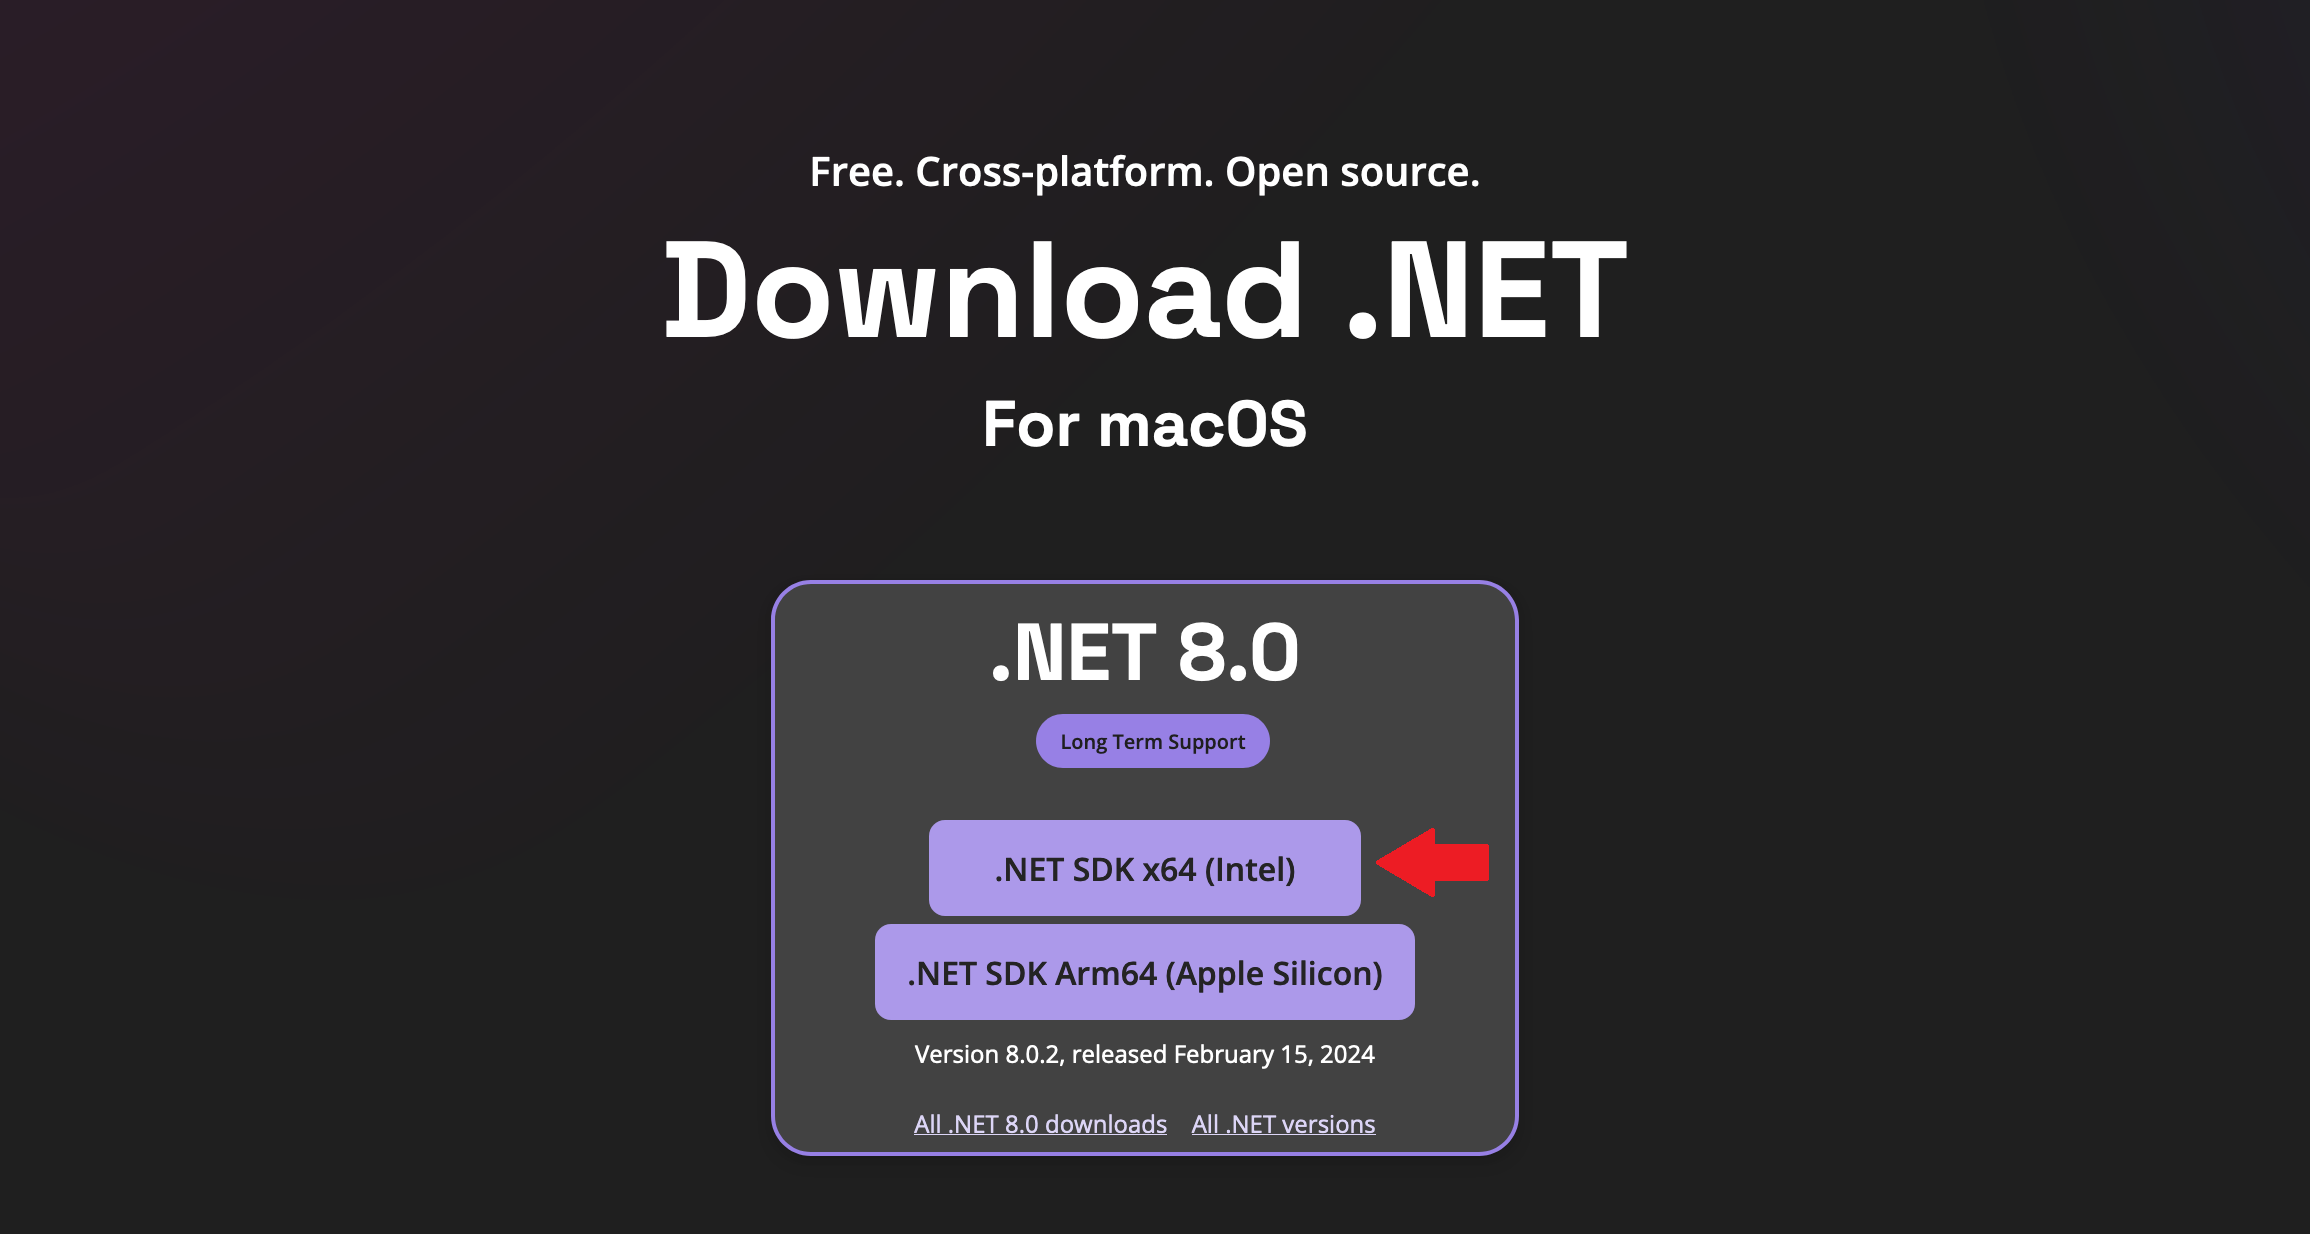 Free. Cross-platform. Open source.
Download .NET
For macOS
.NET 8.0
Long Term Support
.NET SDK x64 (Intel)
.NET SDK Arm64 (Apple Silicon)
Version 8.0.2, released February 15, 2024
All .NET 8.0 downloads All .NET versions